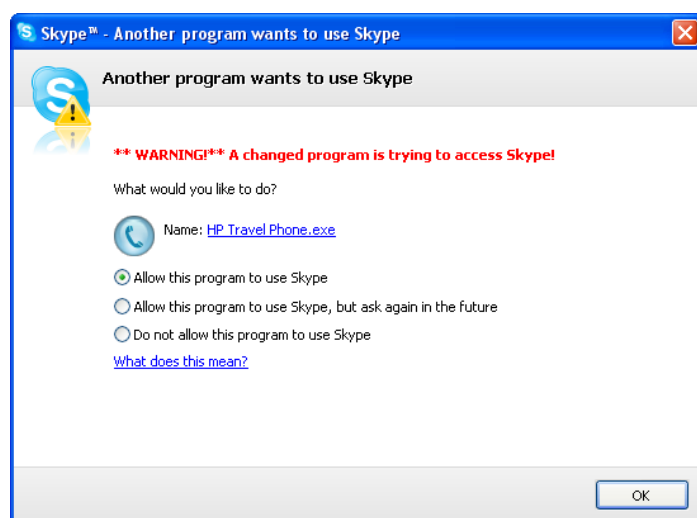 Skype™ - Another program wants to use Skype
Another program wants to use Skype
** WARNING!** A changed program is trying to access Skype!
What would you like to do?
Name: HP Travel Phone.exe
Allow this program to use Skype
Allow this program to use Skype, but ask again in the future
Do not allow this program to use Skype
What does this mean?
OK